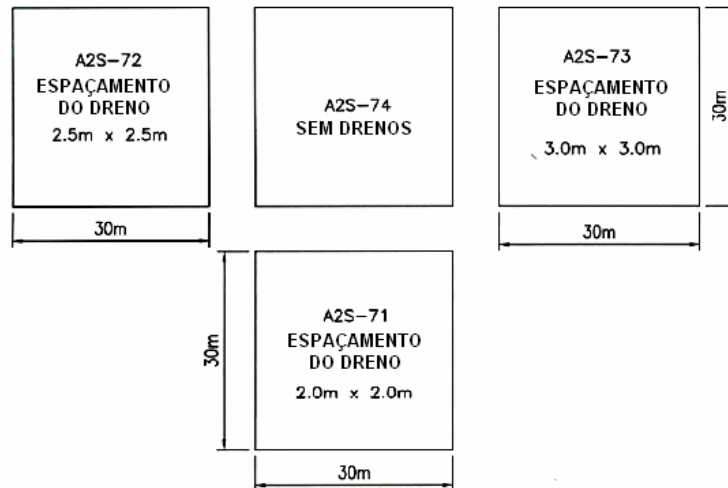 A2S-72
ESPAÇAMENTO
DO DRENO
2.5m x 2.5m
30m
A2S-74
SEM DRENOS
A2S-73
ESPAÇAMENTO
DO DRENO
3.0m x 3.0m
30m
30m
A2S-71
ESPAÇAMENTO
DO DRENO
2.0m x 2.0m
30m
30m